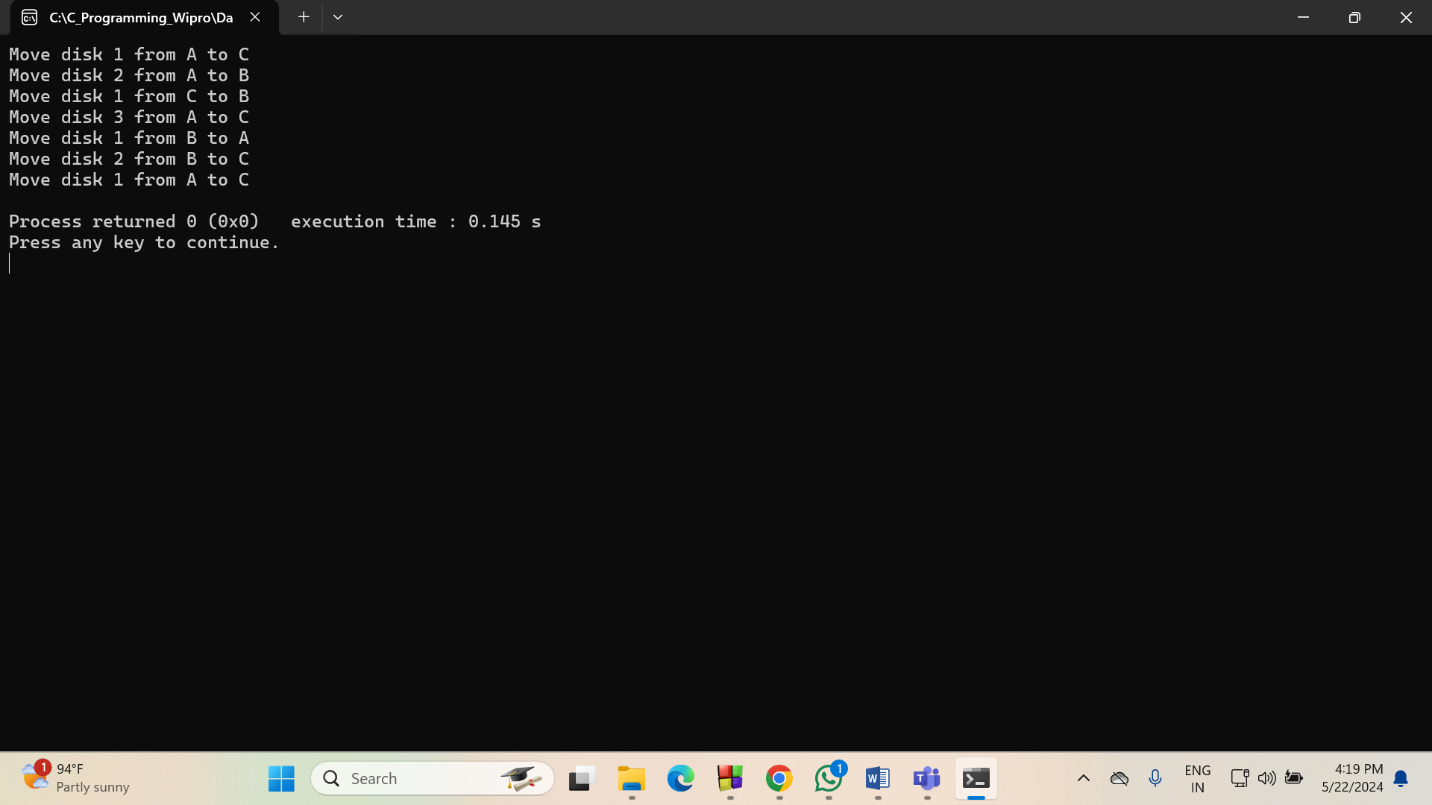 C:\C_Programming_Wipro\Da
Move disk 1 from A to C
Move disk 2 from A to B
Move disk 1 from C to B
Move disk 3 from A to C
Move disk 1 from B to A
Move disk 2 from B to C
Move disk 1 from A to C
Process returned 0 (0x0)   execution time : 0.145 s
Press any key to continue.
1
94°F
Partly sunny
Search
1
ENG
IN
4:19 PM
5/22/2024